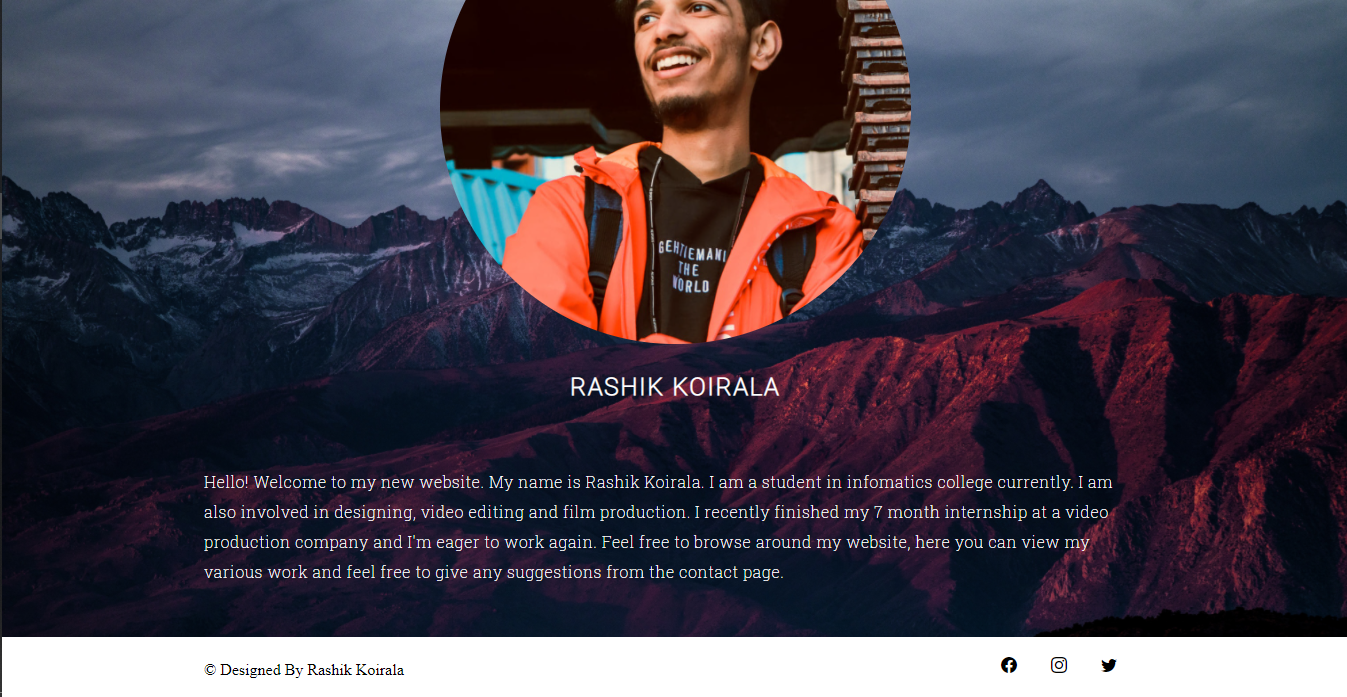 GENTLEMAN
THE
WORLD
RASHIK KOIRALA
Hello! Welcome to my new website. My name is Rashik Koirala. I am a student in infomatics college currently. I am
also involved in designing, video editing and film production. I recently finished my 7 month internship at a video
production company and I'm eager to work again. Feel free to browse around my website, here you can view my
various work and feel free to give any suggestions from the contact page.
© Designed By Rashik Koirala